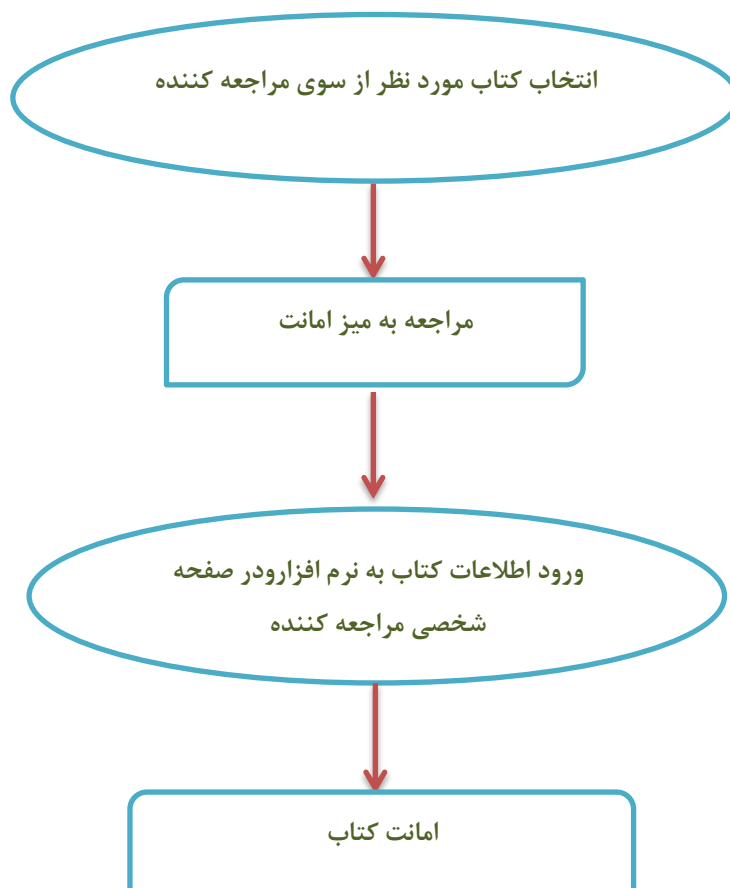 انتخاب کتاب مورد نظر از سوی مراجعه کننده
مراجعه به میز امانت
ورود اطلاعات کتاب به نرم افزارودر صفحه
شخصی مراجعه کننده
امانت کتاب